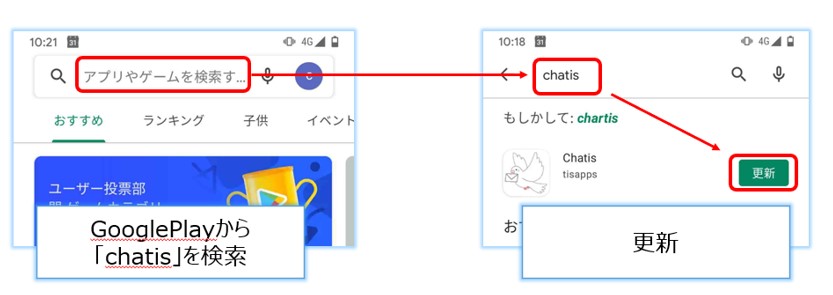 10:21 31 4G
アプリやゲームを検索す...
G
おすすめ ランキング 子供 イベント
ユーザー投票部
GooglePlayから
「chatis」を検索
10:18 31 4G
chatis
もしかして: chartis
Chatis
tisapps
更新
お
更新